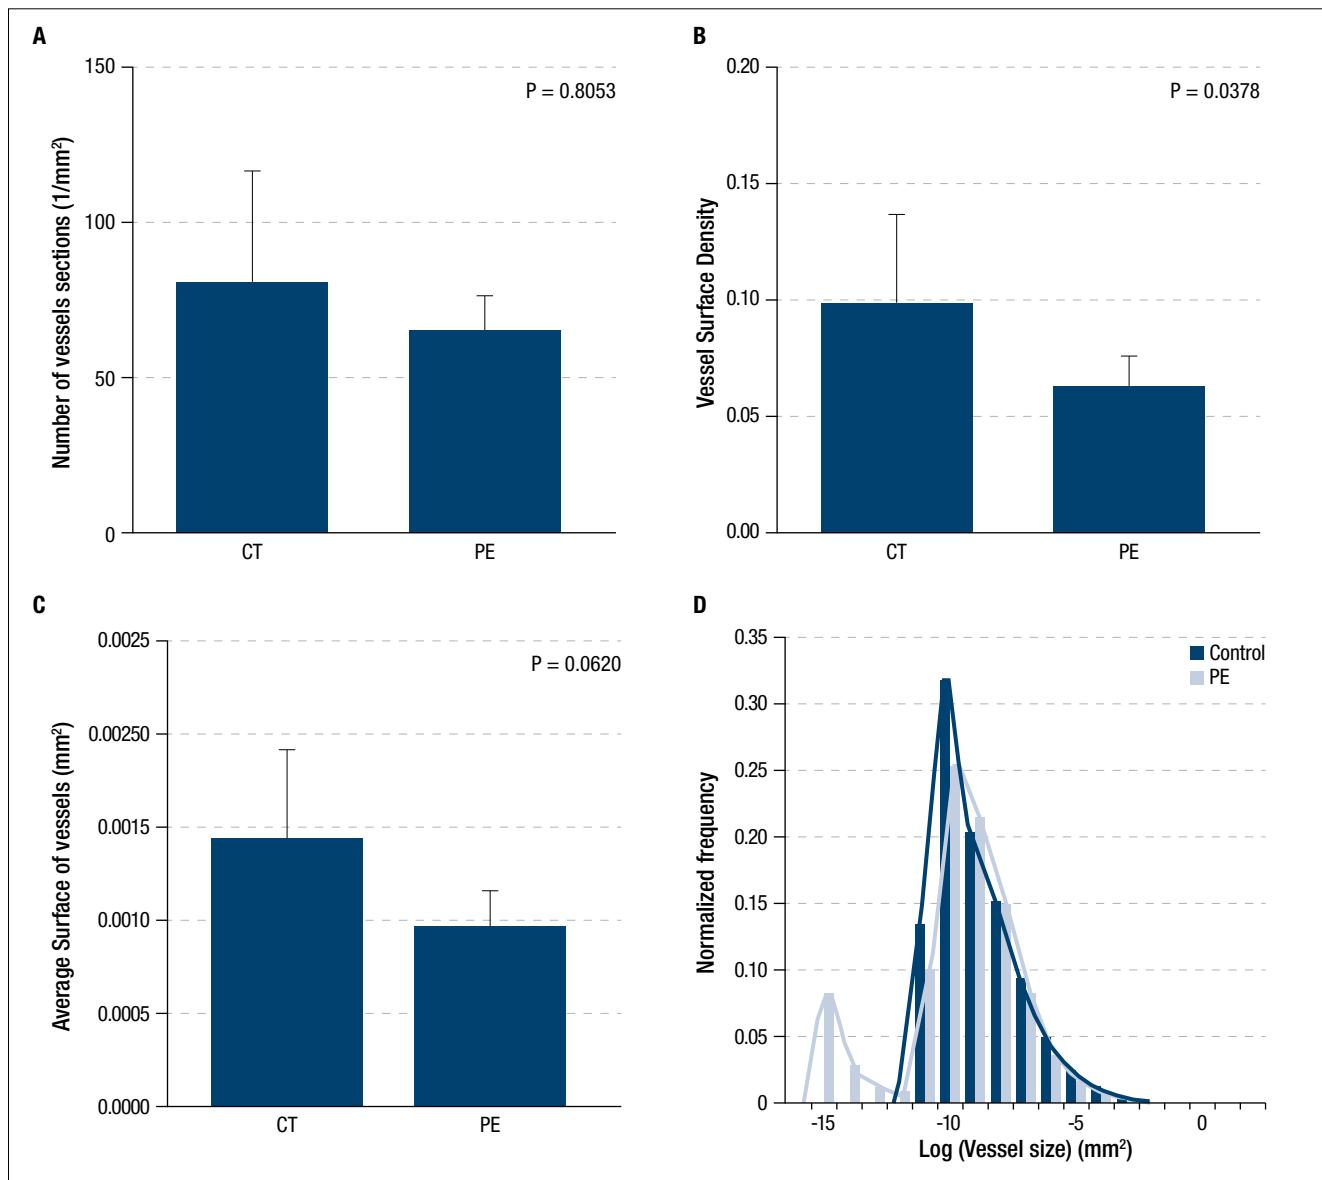 A
150
100
50
0
Number of vessels sections (1/mm²)
P = 0.8053
CT PE
B
0.20
0.15
0.10
0.05
0.00
Vessel Surface Density
P = 0.0378
CT PE
C
0.0025
0.00250
0.0015
0.0010
0.0005
0.0000
Average Surface of vessels (mm²)
P = 0.0620
CT PE
D
0.35
0.30
0.25
0.20
0.15
0.10
0.05
0
Normalized frequency
Control
PE
-15 -10 -5 0
Log (Vessel size) (mm²)